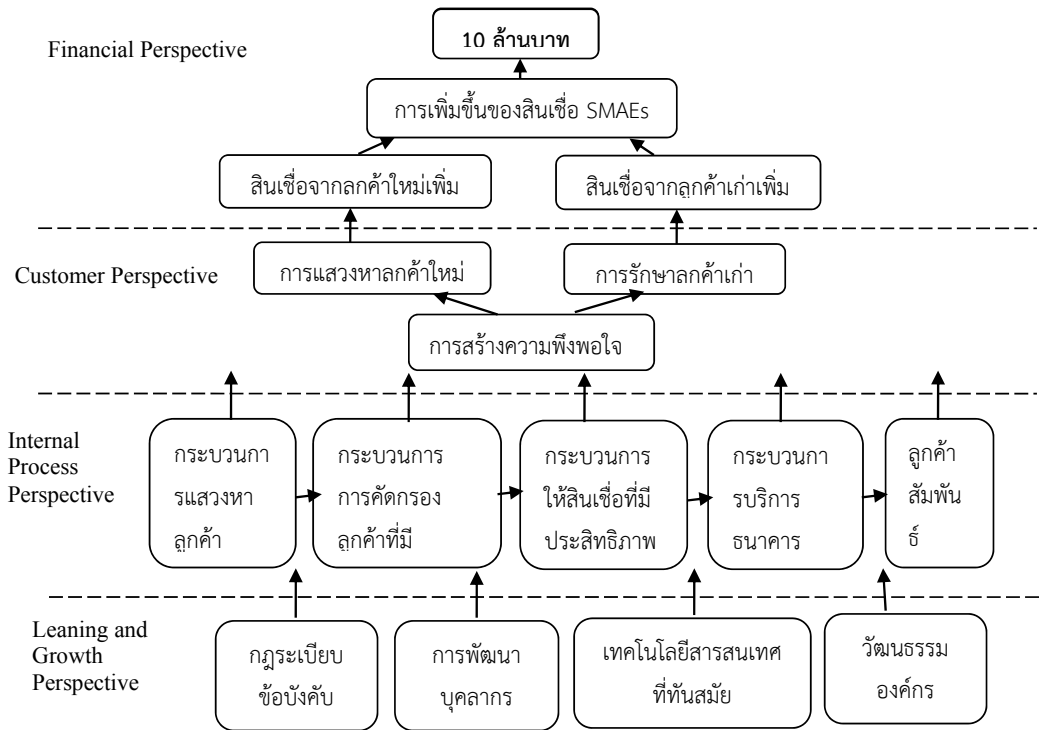 Financial Perspective
10 ล้านบาท
การเพิ่มขึ้นของสินเชื่อ SMAEs
สินเชื่อจากลกค้าใหม่เพิ่ม
สินเชื่อจากลูกค้าเก่าเพิ่ม
Customer Perspective
การแสวงหาลกค้าใหม่
การรักษาลกค้าเก่า
การสร้างความพึงพอใจ
Internal
Process
Perspective
กระบวนกา
รแสวงหา
ลูกค้า
กระบวนการ
การคัดกรอง
ลูกค้าที่มี
กระบวนการ
ให้สินเชื่อที่มี
ประสิทธิภาพ
กระบวนกา
รบริการ
ธนาคาร
ลูกค้า
สัมพัน
ธ์
Leaning and
Growth
Perspective
กฎระเบียบ
ข้อบังคับ
การพัฒนา
บุคลากร
เทคโนโลยีสารสนเทศ
ที่ทันสมัย
วัฒนธรรม
องค์กร